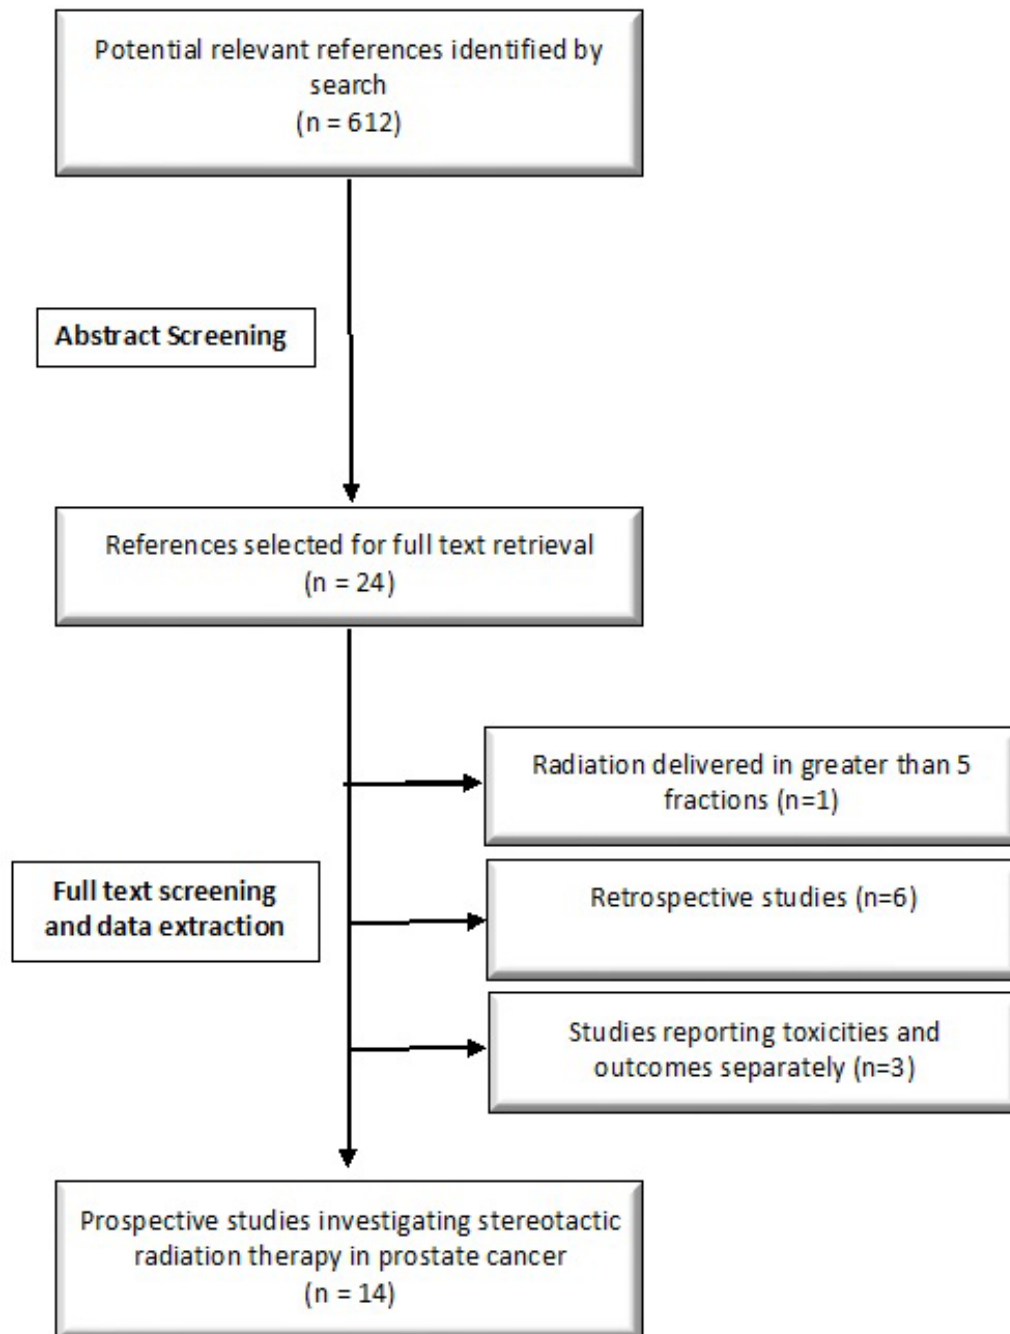 Potential relevant references identified by
search
(n = 612)
Abstract Screening
References selected for full text retrieval
(n = 24)
Radiation delivered in greater than 5
fractions (n=1)
Full text screening
and data extraction
Retrospective studies (n=6)
Studies reporting toxicities and
outcomes separately (n=3)
Prospective studies investigating stereotactic
radiation therapy in prostate cancer
(n = 14)